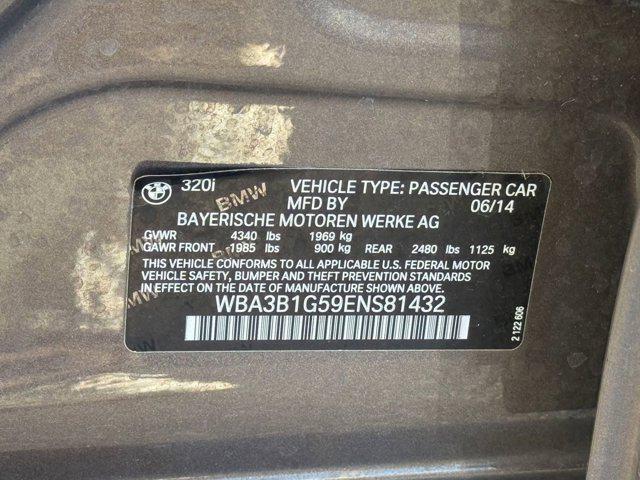 320i VEHICLE TYPE: PASSENGER CAR
BMW
MFD BY 06/14
BAYERISCHE MOTOREN WERKE AG
GVWR 4340 lbs 1969 kg
GAWR FRONT 1985 lbs 900 kg REAR 2480 lbs 1125 kg
THIS VEHICLE CONFORMS TO ALL APPLICABLE U.S. FEDERAL MOTOR
VEHICLE SAFETY, BUMPER AND THEFT PREVENTION STANDARDS
IN EFFECT ON THE DATE OF MANUFACTURE SHOWN ABOVE.
WBA3B1G59ENS81432
2 122 606